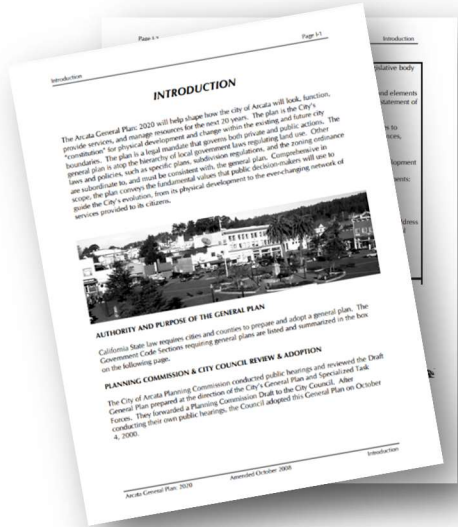 Introduction
Page I-1
INTRODUCTION
The Arcata General Plan: 2020 will help shape how the city of Arcata will look, function,
provide services, and manage resources for the next 20 years. The plan is the City's
"constitution" for physical development and change within the existing and future city
boundaries. The plan is a legal mandate that governs both private and public actions. The
general plan is atop the hierarchy of local government laws regulating land use. Other
laws and policies, such as specific plans, subdivision regulations, and the zoning ordinance
are subordinate to, and must be consistent with, the general plan. Comprehensive in
scope, the plan conveys the fundamental values that public decision-makers will use to
guide the City's evolution, from its physical development to the ever-changing network of
services provided to its citizens.
AUTHORITY AND PURPOSE OF THE GENERAL PLAN
California State law requires cities and counties to prepare and adopt a general plan. The
Government Code Sections requiring general plans are listed and summarized in the box
on the following page.
PLANNING COMMISSION & CITY COUNCIL REVIEW & ADOPTION
The City of Arcata Planning Commission conducted public hearings and reviewed the Draft
General Plan prepared at the direction of the City's General Plan and Specialized Task
Forces. They forwarded a Planning Commission Draft to the City Council. After
conducting their own public hearings, the Council adopted this General Plan on October
4, 2000.
Arcata General Plan: 2020
Amended October 2008
Introduction
Page
Introduction
body
elements
statement of
to